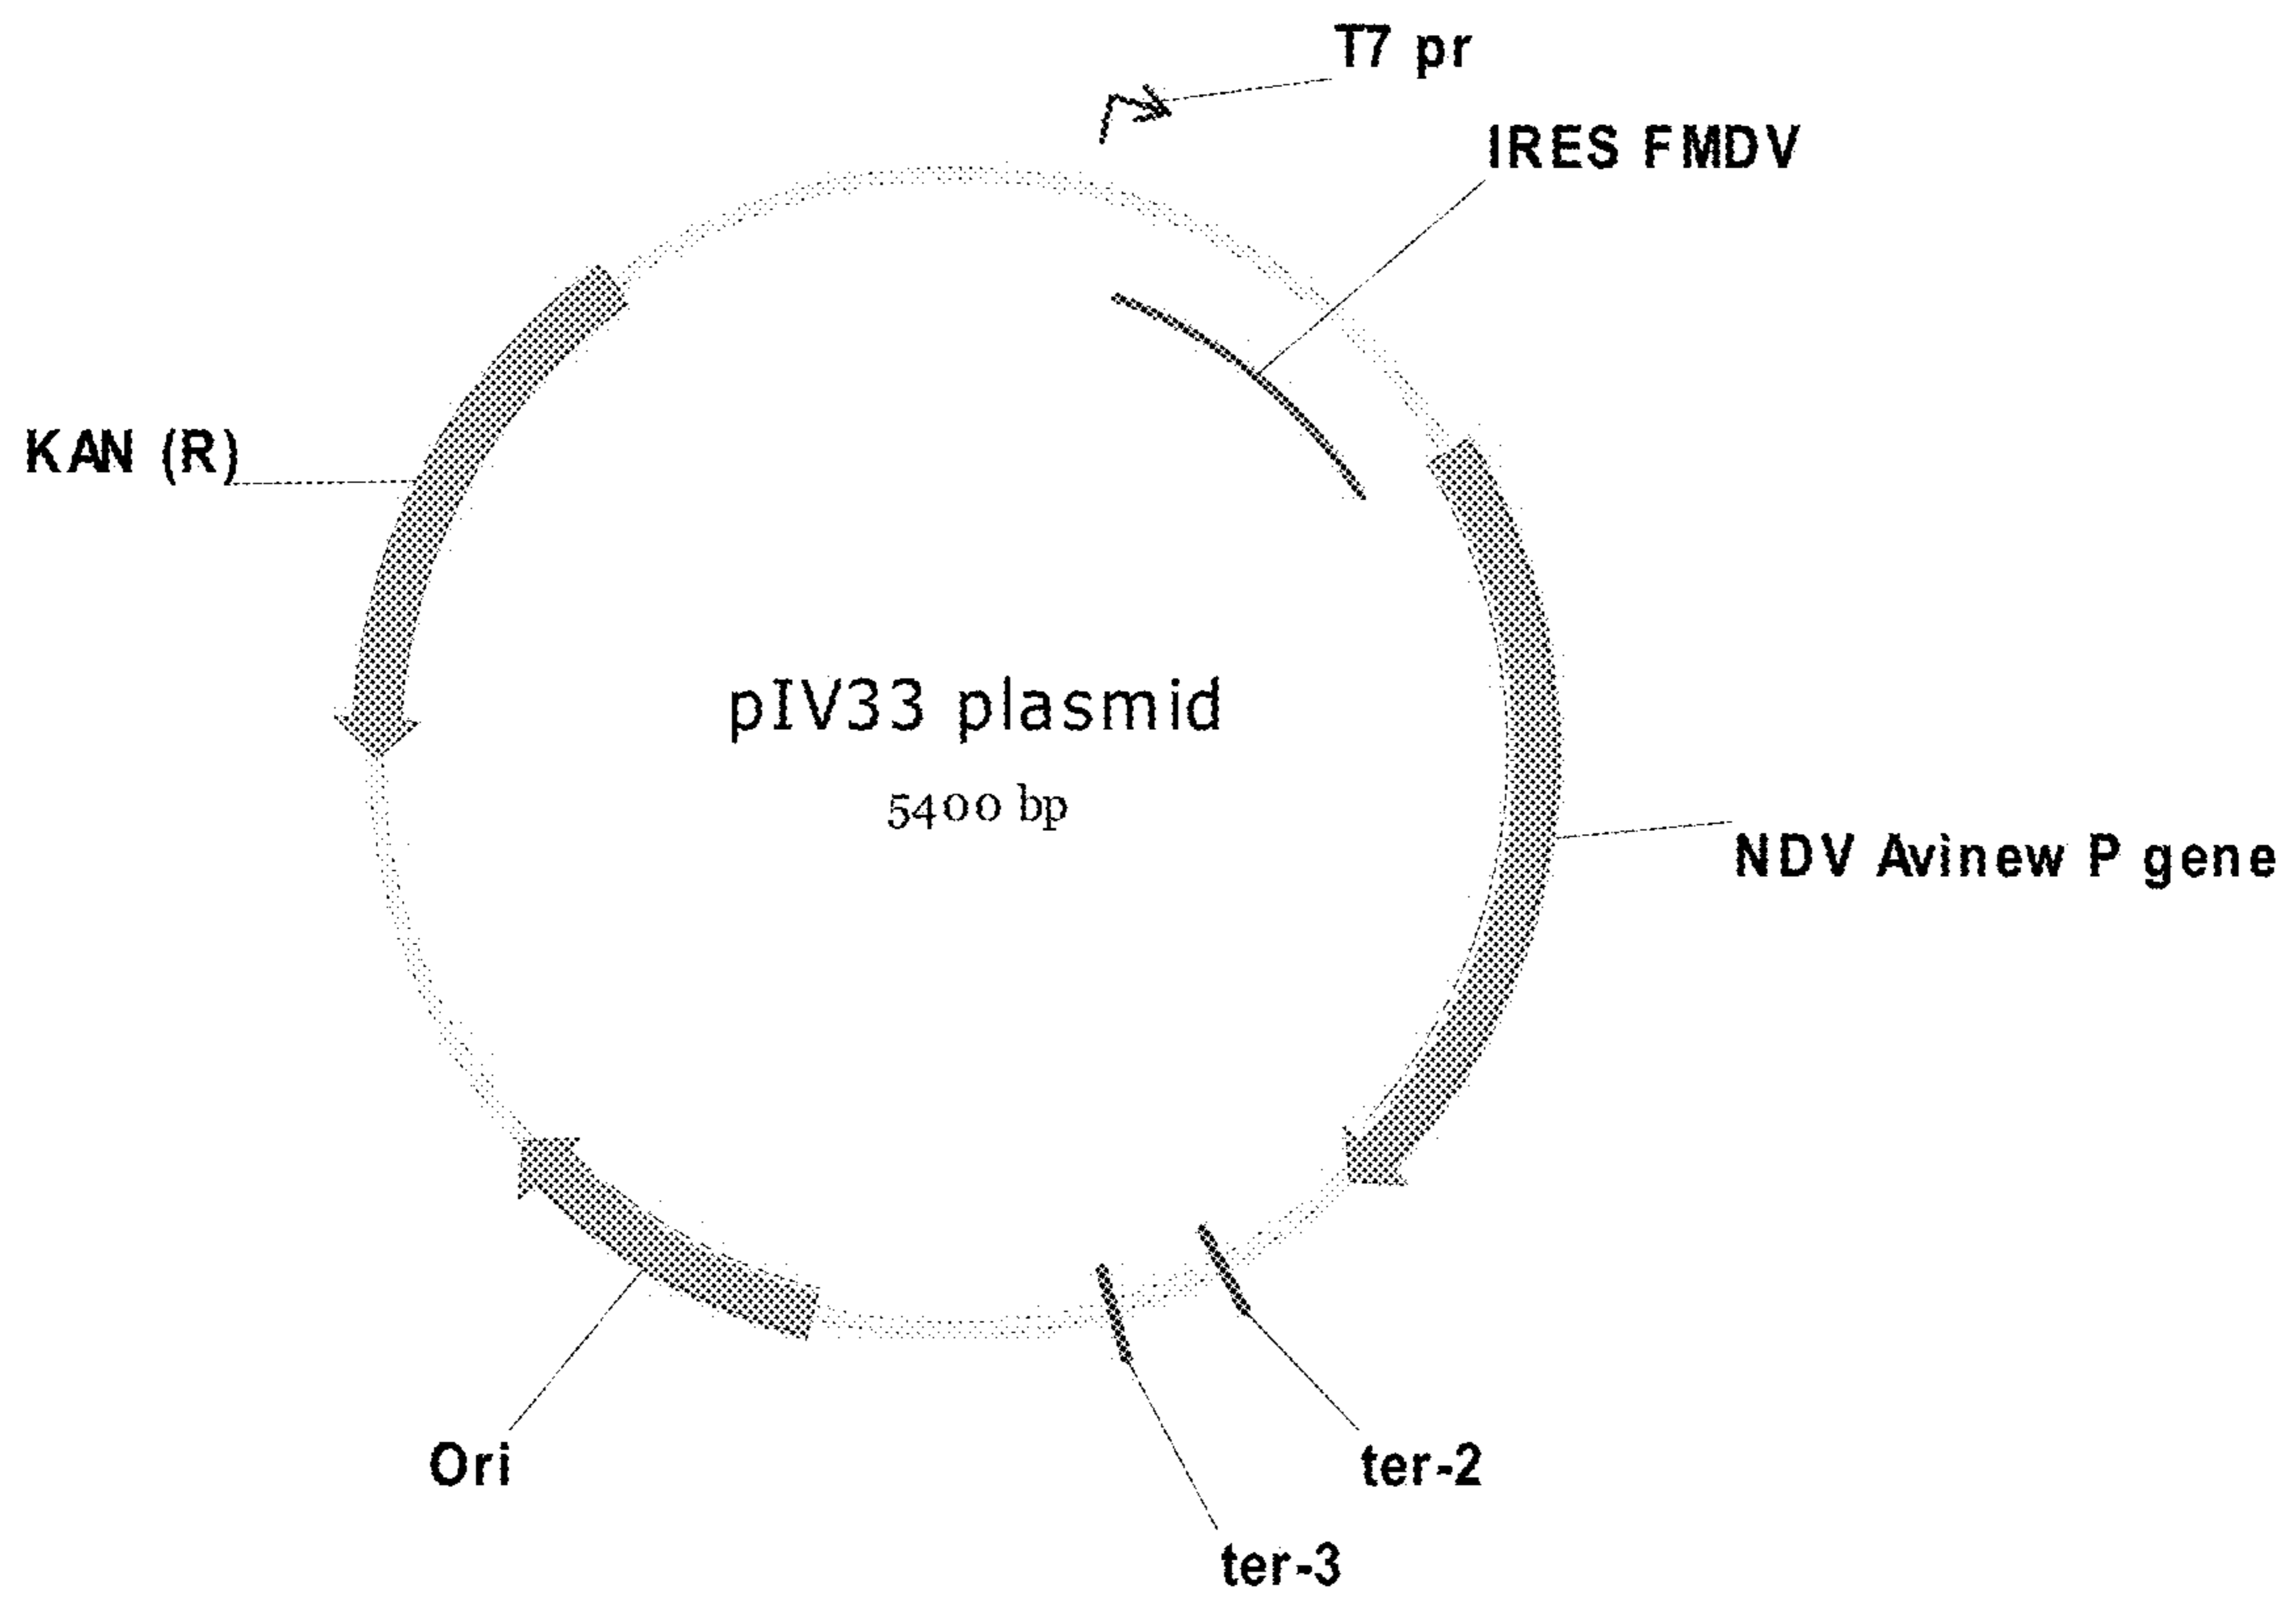 T7 pr
IRES FMDV
KAN (R)
pIV33 plasmid
5400 bp
NDV Avinew P gene
Ori
ter-2
ter-3